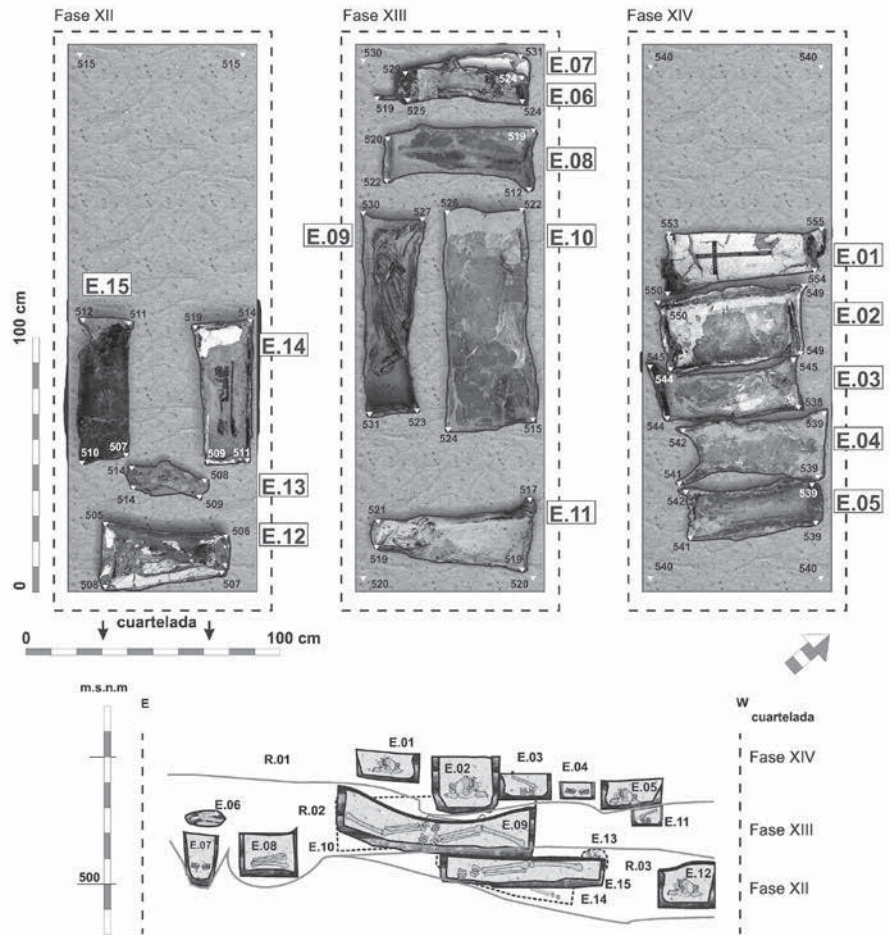 Fase XII
Fase XIII
Fase XIV
515 515
E.15
512 511
519 514
E.14
510 507
509 511
514 508
514 509
E.13
505 506
E.12
508 507
530 531
E.07
529 524
E.06
519 525 524
520 519
E.08
522 512
530 527
E.09
526 522
E.10
531 523
524 515
521 517
E.11
519 519
520 520
540 540
553 555
E.01
550 554
550 549
E.02
545 549
544 545
E.03
544 538
542 539
E.04
541 539
542 539
E.05
541 539
540 540
100 cm
0
cuartelada
0 100 cm
m.s.n.m
E
W
cuartelada
R.01
E.01
E.02
E.03
E.04
E.05
Fase XIV
E.06
R.02
E.09
E.11
Fase XIII
E.07
E.08
E.10
E.13
R.03
E.12
500
E.15
E.14
Fase XII